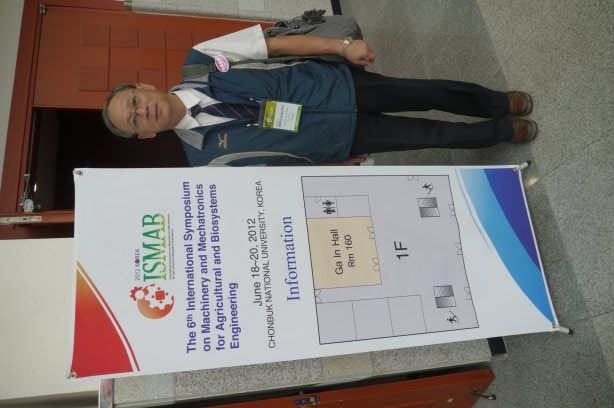 2012 KOREA
ISMAB
The 6th International Symposium
on Machinery and Mechatronics
for Agricultural and Biosystems
Engineering
June 18~20, 2012
CHONBUK NATIONAL UNIVERSITY, KOREA
Information
Ga In Hall
Rm 160
1F